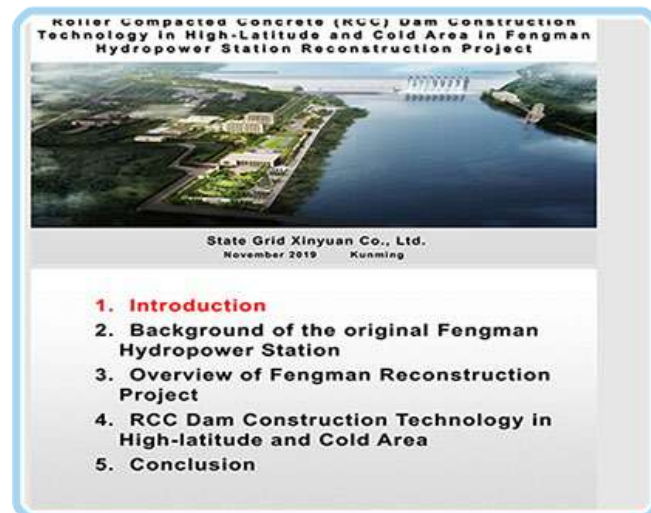 Roller Compacted Concrete (RCC) Dam Construction
Technology in High-Latitude and Cold Area in Fengman
Hydropower Station Reconstruction Project
State Grid Xinyuan Co., Ltd.
November 2019 Kunming
1. Introduction
2. Background of the original Fengman
Hydropower Station
3. Overview of Fengman Reconstruction
Project
4. RCC Dam Construction Technology in
High-latitude and Cold Area
5. Conclusion